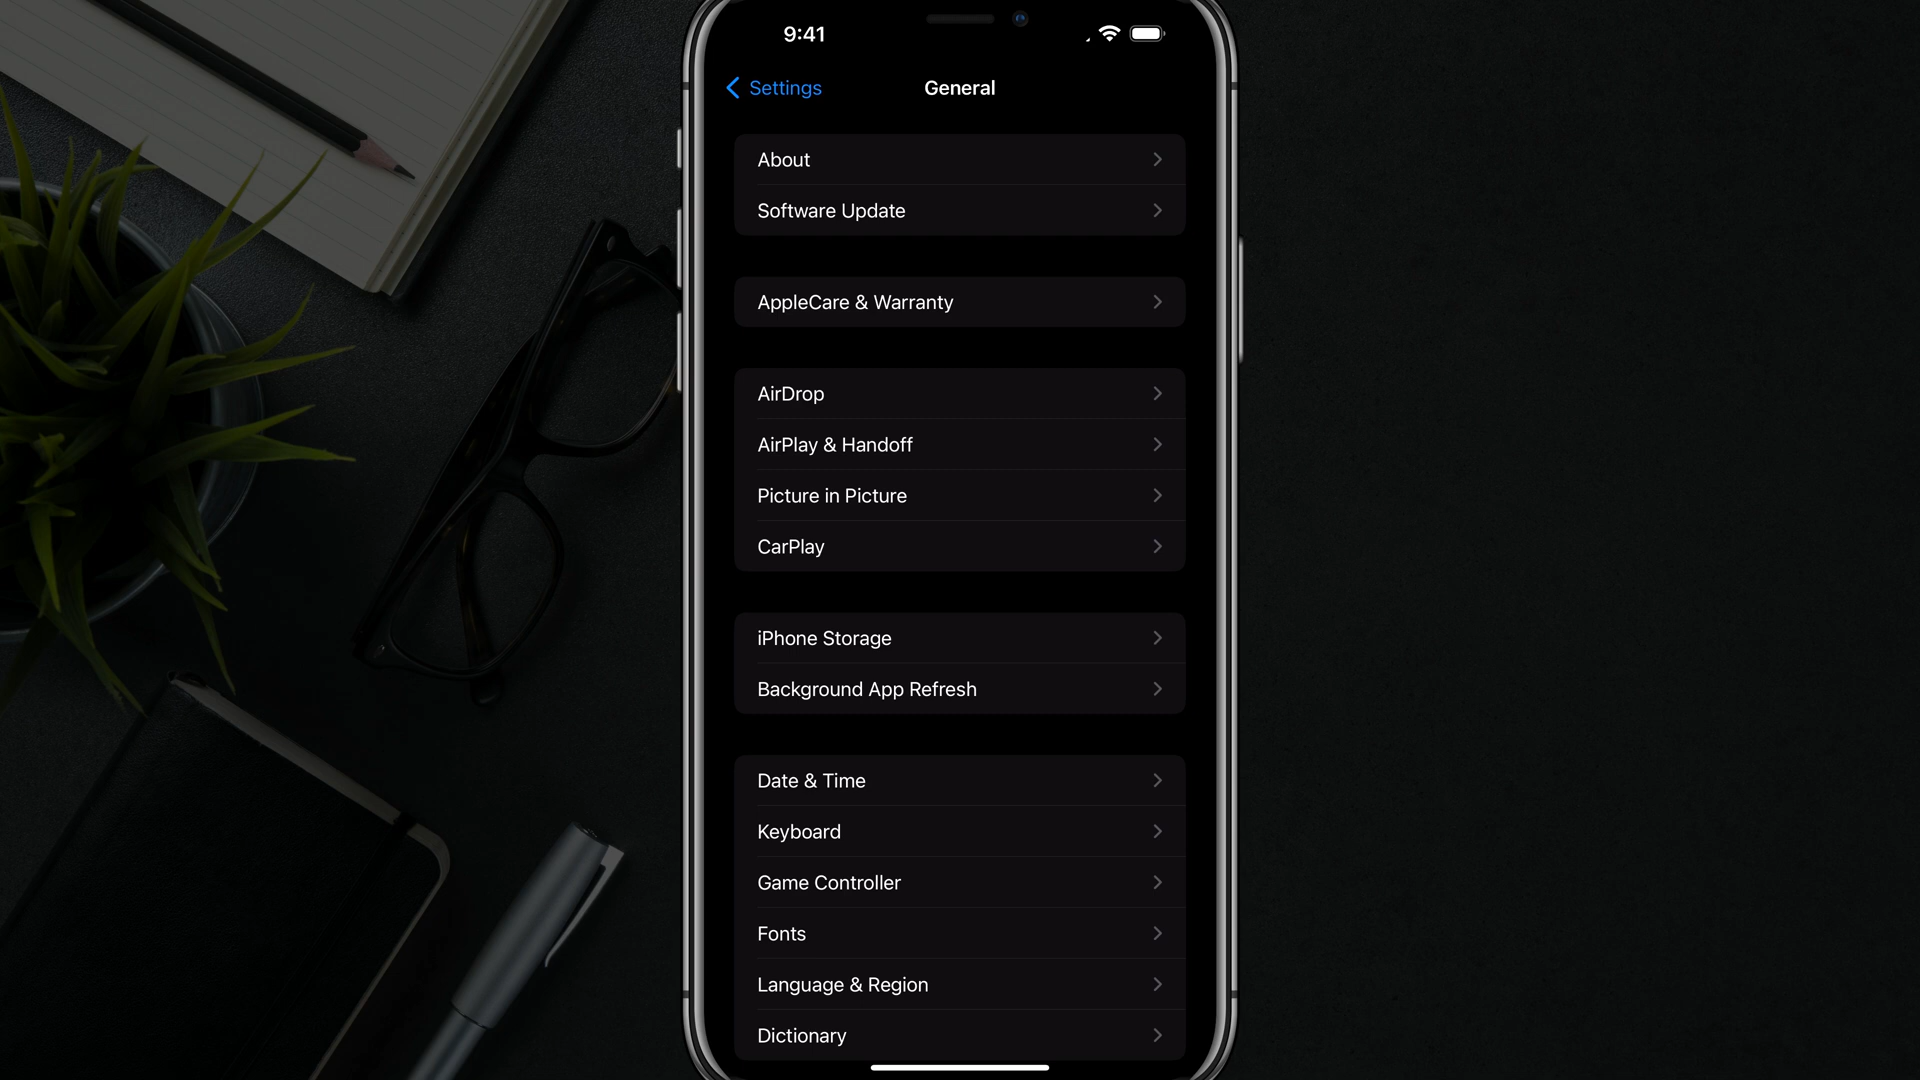 9:41
Settings
General
About
Software Update
AppleCare & Warranty
AirDrop
AirPlay & Handoff
Picture in Picture
CarPlay
iPhone Storage
Background App Refresh
Date & Time
Keyboard
Game Controller
Fonts
Language & Region
Dictionary